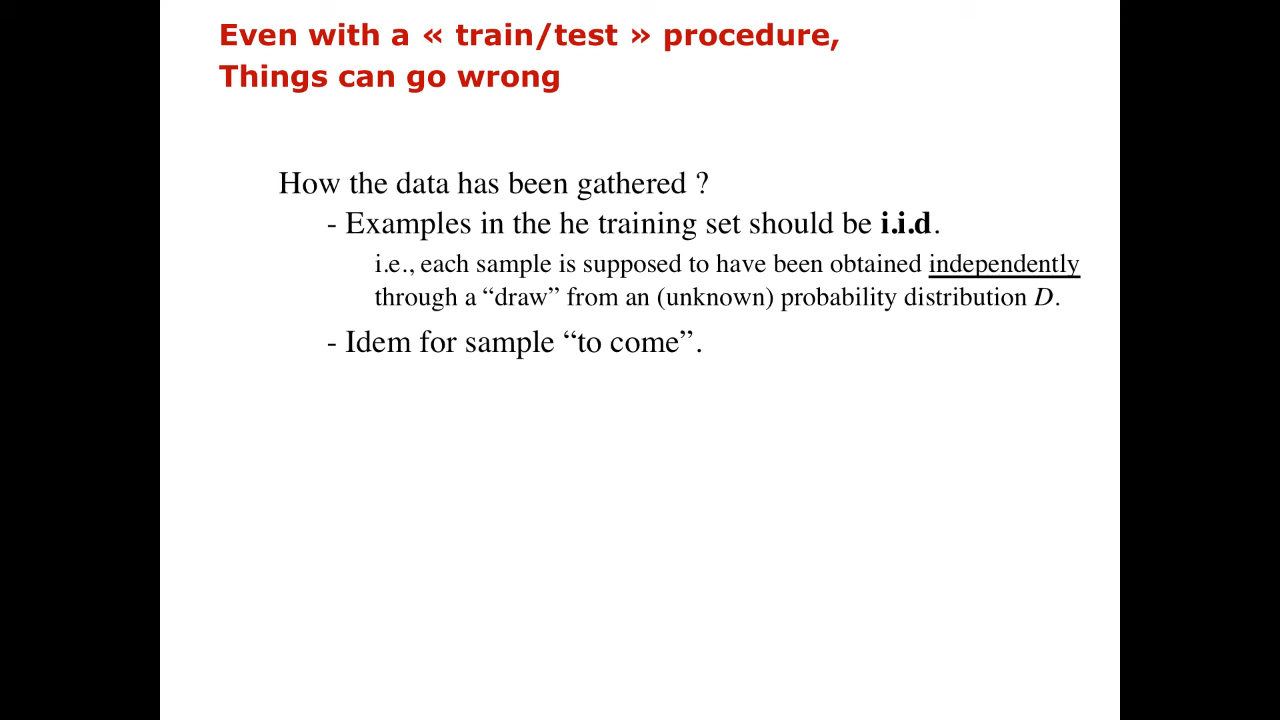 Even with a « train/test » procedure,
Things can go wrong
How the data has been gathered ?
- Examples in the he training set should be i.i.d.
i.e., each sample is supposed to have been obtained independently
through a “draw” from an (unknown) probability distribution D.
- Idem for sample “to come”.